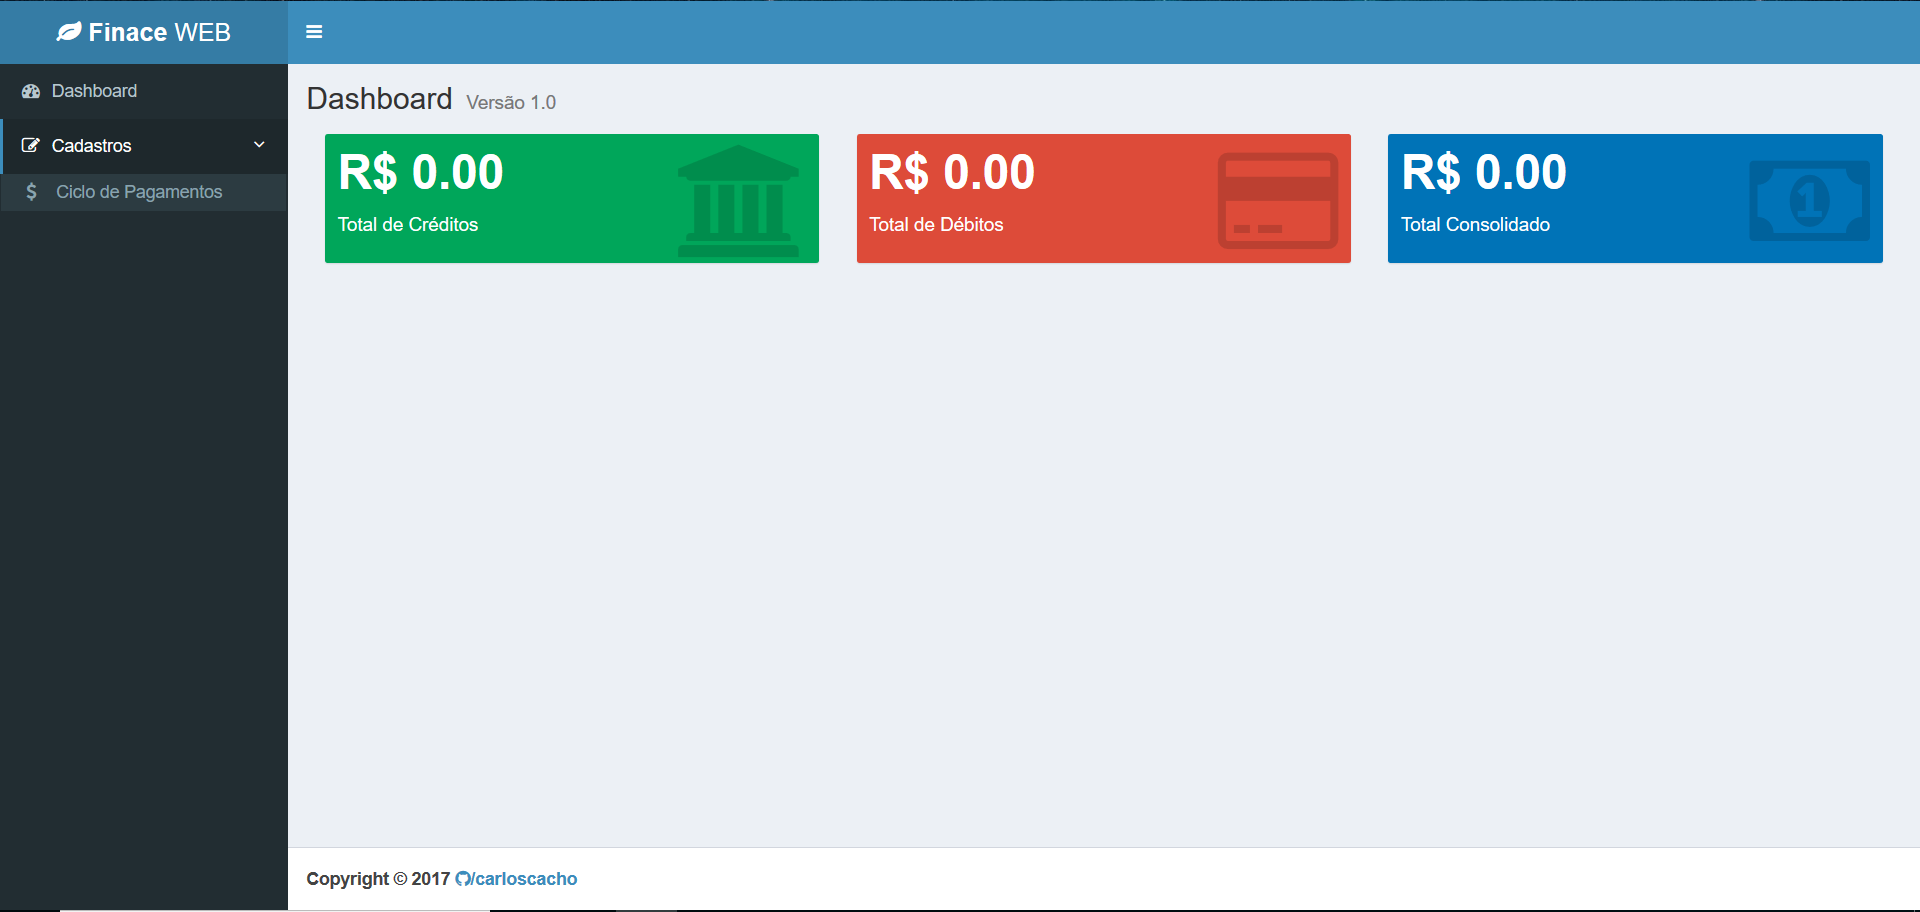 Finace WEB
Dashboard
Cadastros
Ciclo de Pagamentos
Dashboard Versão 1.0
R$ 0.00
Total de Créditos
R$ 0.00
Total de Débitos
R$ 0.00
Total Consolidado
1
Copyright © 2017 /carloscacho